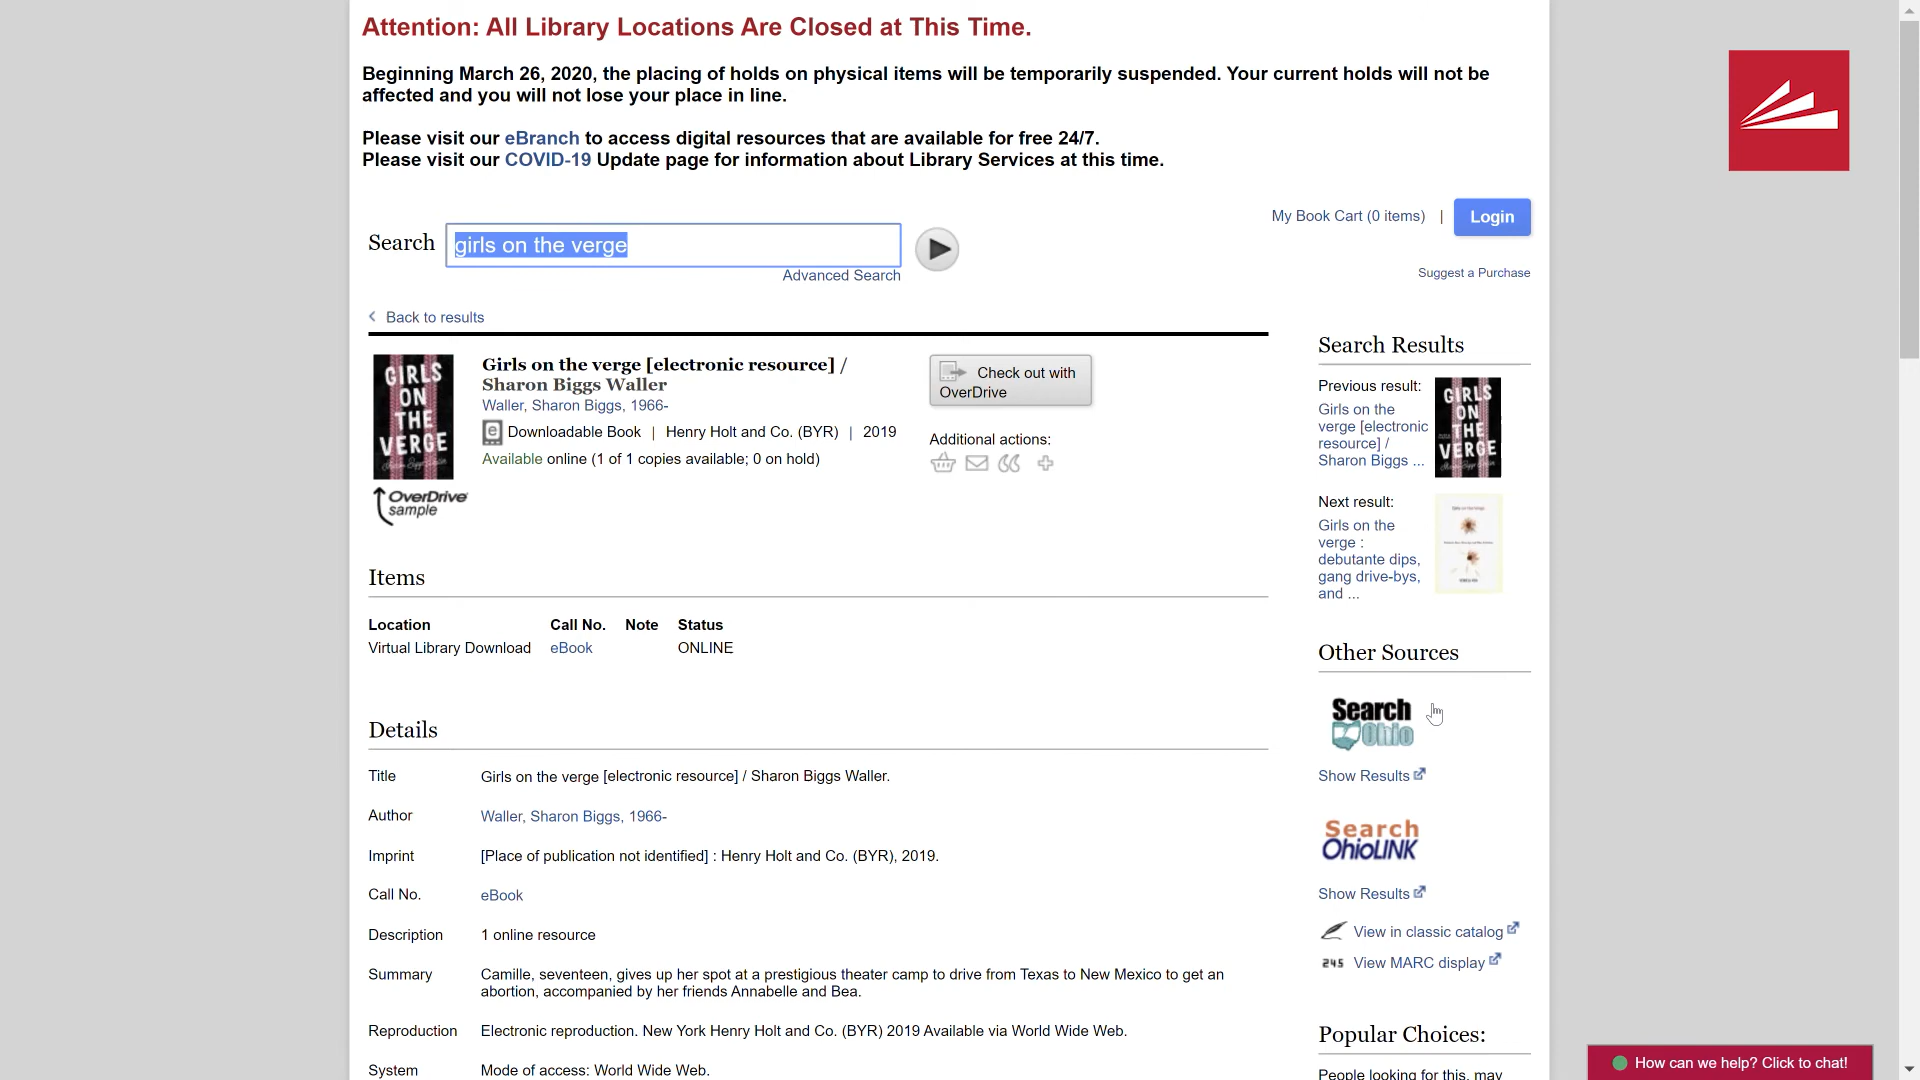 Attention: All Library Locations Are Closed at This Time.
Beginning March 26, 2020, the placing of holds on physical items will be temporarily suspended. Your current holds will not be
affected and you will not lose your place in line.
Please visit our eBranch to access digital resources that are available for free 24/7.
Please visit our COVID-19 Update page for information about Library Services at this time.
My Book Cart (0 items) | Login
Search girls on the verge
Advanced Search
Suggest a Purchase
Back to results
GIRLS
ON
THE
VERGE
OverDrive
sample
Girls on the verge [electronic resource] /
Sharon Biggs Waller
Waller, Sharon Biggs, 1966-
Downloadable Book | Henry Holt and Co. (BYR) | 2019
Available online (1 of 1 copies available; 0 on hold)
Check out with
OverDrive
Additional actions:
Items
Location Call No. Note Status
Virtual Library Download eBook ONLINE
Details
Title Girls on the verge [electronic resource] / Sharon Biggs Waller.
Author Waller, Sharon Biggs, 1966-
Imprint [Place of publication not identified] : Henry Holt and Co. (BYR), 2019.
Call No. eBook
Description 1 online resource
Summary Camille, seventeen, gives up her spot at a prestigious theater camp to drive from Texas to New Mexico to get an
abortion, accompanied by her friends Annabelle and Bea.
Reproduction Electronic reproduction. New York Henry Holt and Co. (BYR) 2019 Available via World Wide Web.
System Mode of access: World Wide Web.
Search Results
Previous result:
Girls on the
verge [electronic
resource] /
Sharon Biggs ...
GIRLS
ON
THE
VERGE
Next result:
Girls on the
verge :
debutante dips,
gang drive-bys,
and ...
Other Sources
Search
Ohio
Show Results
Search
OhioLINK
Show Results
View in classic catalog
245 View MARC display
Popular Choices:
People looking for this, may
How can we help? Click to chat!